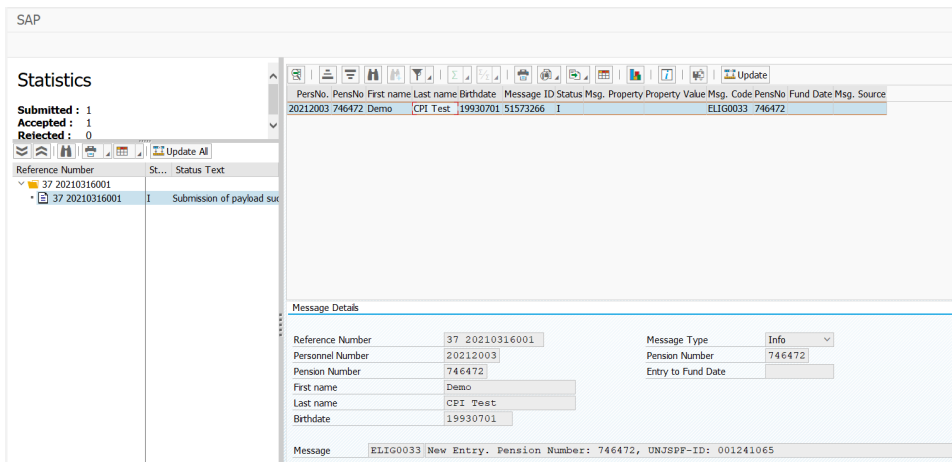 SAP
Statistics
Submitted : 1
Accepted : 1
Rejected : 0
Update All
Reference Number St... Status Text
37 20210316001
37 20210316001 I Submission of payload suc
Update
PersNo. PensNo First name Last name Birthdate Message ID Status Msg. Property Property Value Msg. Code PensNo Fund Date Msg. Source
20212003 746472 Demo CPI Test 19930701 51573266 I ELIG0033 746472
Message Details
Reference Number 37 20210316001 Message Type Info
Personnel Number 20212003 Pension Number 746472
Pension Number 746472 Entry to Fund Date
First name Demo
Last name CPI Test
Birthdate 19930701
Message ELIG0033 New Entry. Pension Number: 746472, UNJSPF-ID: 001241065